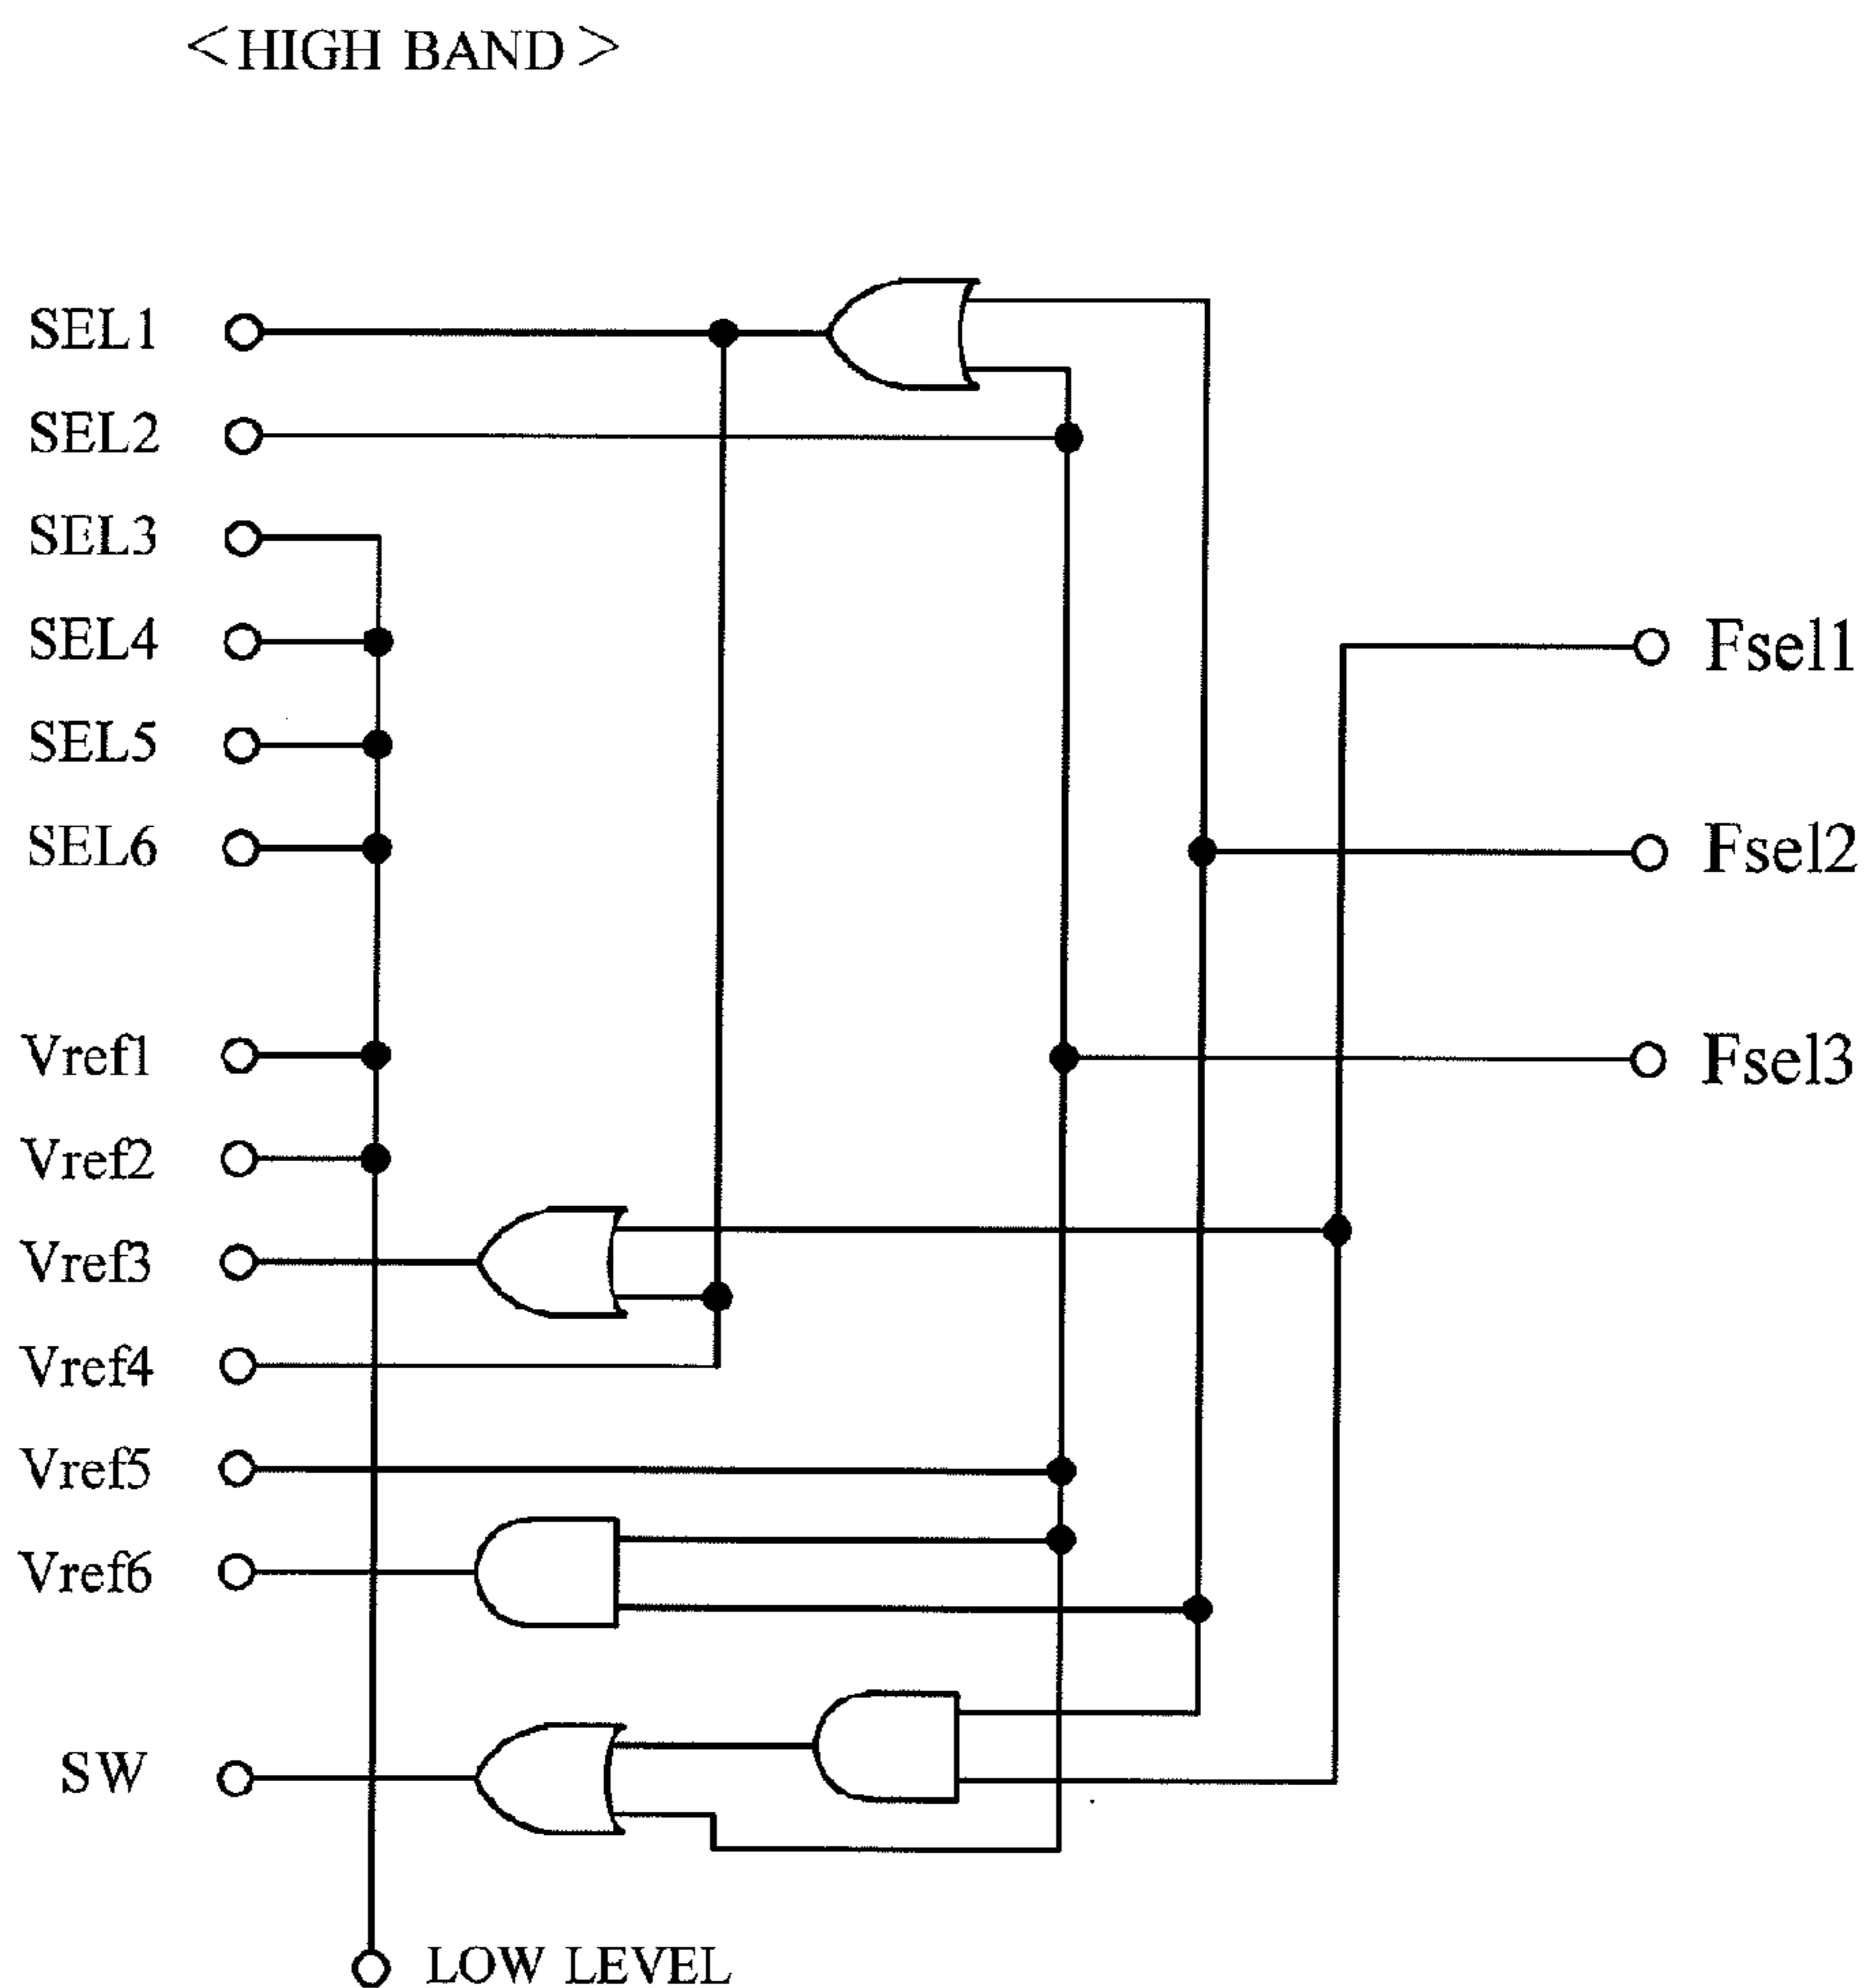 <HIGH BAND>
SEL1
SEL2
SEL3
SEL4
SEL5
SEL6
Fsel1
Fsel2
Fsel3
Vref1
Vref2
Vref3
Vref4
Vref5
Vref6
SW
LOW LEVEL